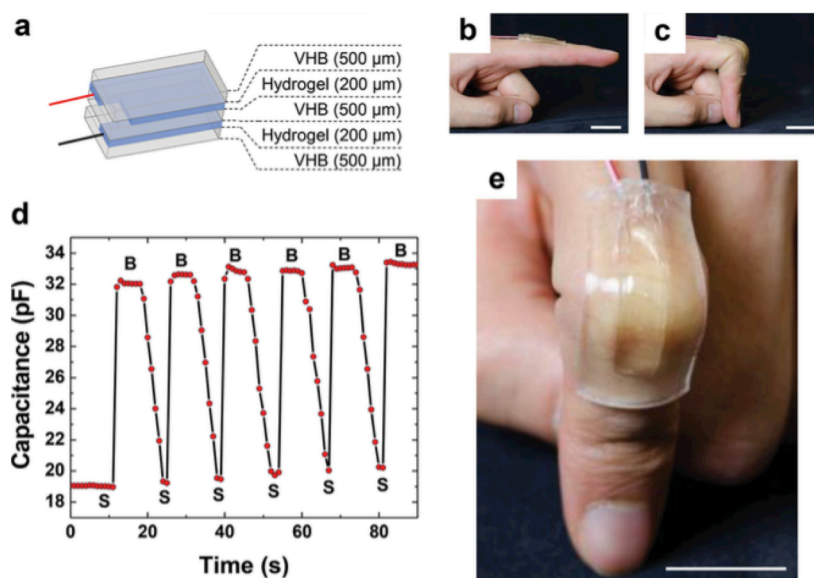 a
VHB (500 µm)
Hydrogel (200 µm)
VHB (500 µm)
Hydrogel (200 µm)
VHB (500 µm)
b
c
d
34
32
30
28
26
24
22
20
18
Capacitance (pF)
B B B B B B
S S S S S S
0 20 40 60 80
Time (s)
e